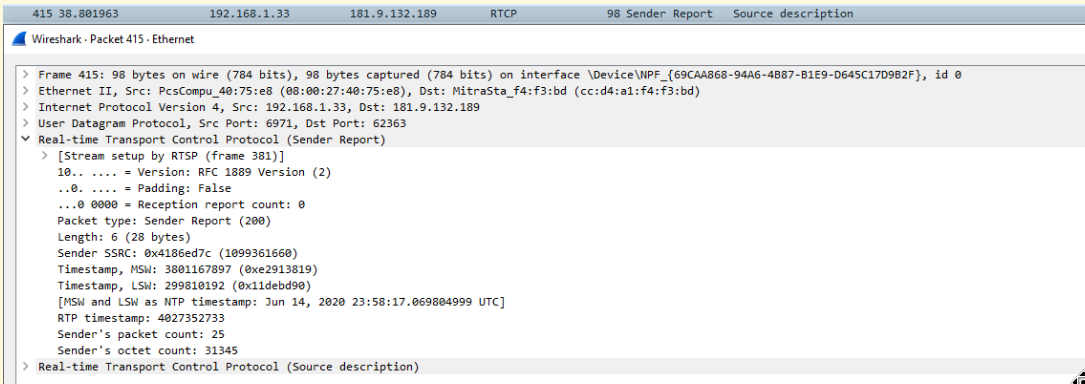 415 38.801963 192.168.1.33 181.9.132.189 RTCP 98 Sender Report Source description
Wireshark · Packet 415 · Ethernet
Frame 415: 98 bytes on wire (784 bits), 98 bytes captured (784 bits) on interface \Device\NPF_{69CAA868-94A6-4B87-B1E9-D645C17D9B2F}, id 0
Ethernet II, Src: PcsCompu_40:75:e8 (08:00:27:40:75:e8), Dst: MitraSta_f4:f3:bd (cc:d4:a1:f4:f3:bd)
Internet Protocol Version 4, Src: 192.168.1.33, Dst: 181.9.132.189
User Datagram Protocol, Src Port: 6971, Dst Port: 62363
Real-time Transport Control Protocol (Sender Report)
[Stream setup by RTSP (frame 381)]
10.. .... = Version: RFC 1889 Version (2)
..0. .... = Padding: False
...0 0000 = Reception report count: 0
Packet type: Sender Report (200)
Length: 6 (28 bytes)
Sender SSRC: 0x4186ed7c (1099361660)
Timestamp, MSW: 3801167897 (0xe2913819)
Timestamp, LSW: 299810192 (0x11debd90)
[MSW and LSW as NTP timestamp: Jun 14, 2020 23:58:17.069804999 UTC]
RTP timestamp: 4027352733
Sender's packet count: 25
Sender's octet count: 31345
Real-time Transport Control Protocol (Source description)